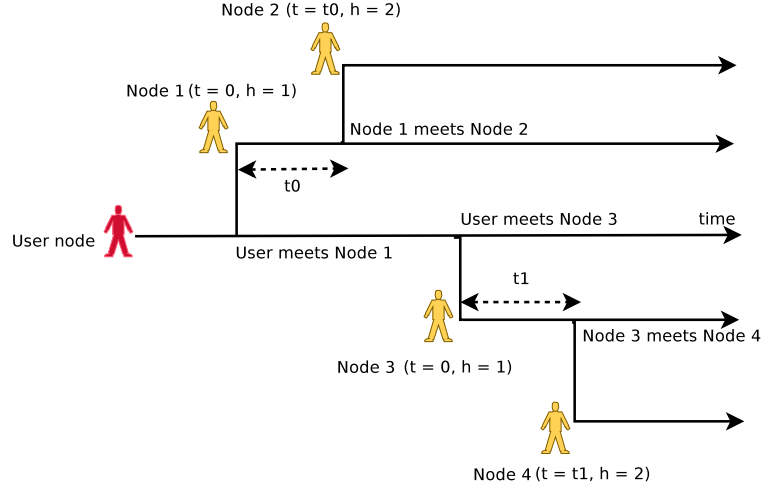 Node 2 (t = t0, h = 2)
Node 1 (t = 0, h = 1)
Node 1 meets Node 2
t0
User meets Node 3
time
User node
User meets Node 1
t1
Node 3 meets Node 4
Node 3 (t = 0, h = 1)
Node 4 (t = t1, h = 2)